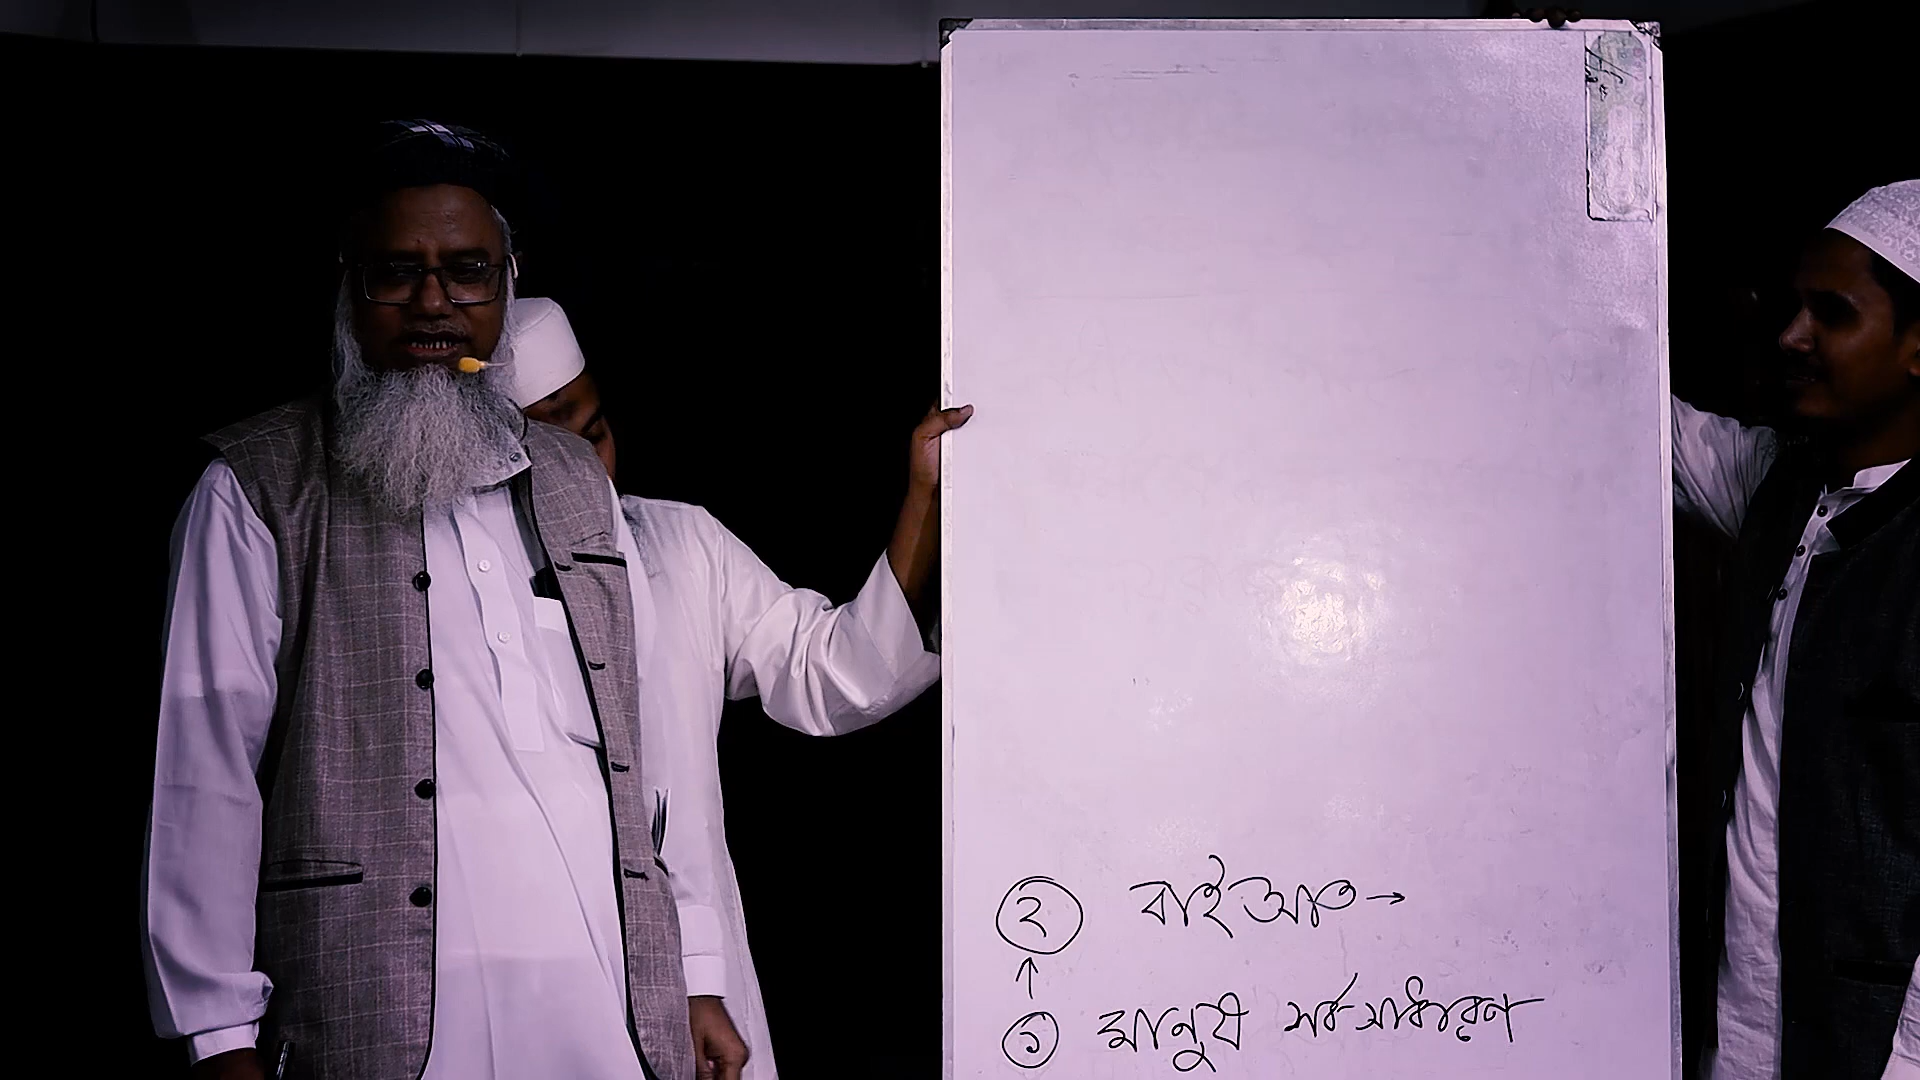 ২ বাইআত →
↑
১ মানুষ সর্বসাধারণ